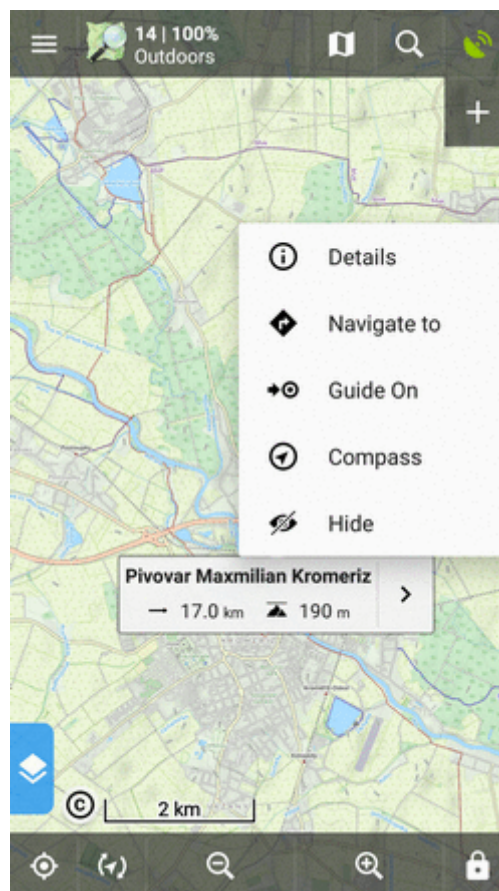 14 | 100%
Outdoors
Details
Navigate to
Guide On
Compass
Hide
Pivovar Maxmilian Kromeriz
17.0 km 190 m
© 2 km